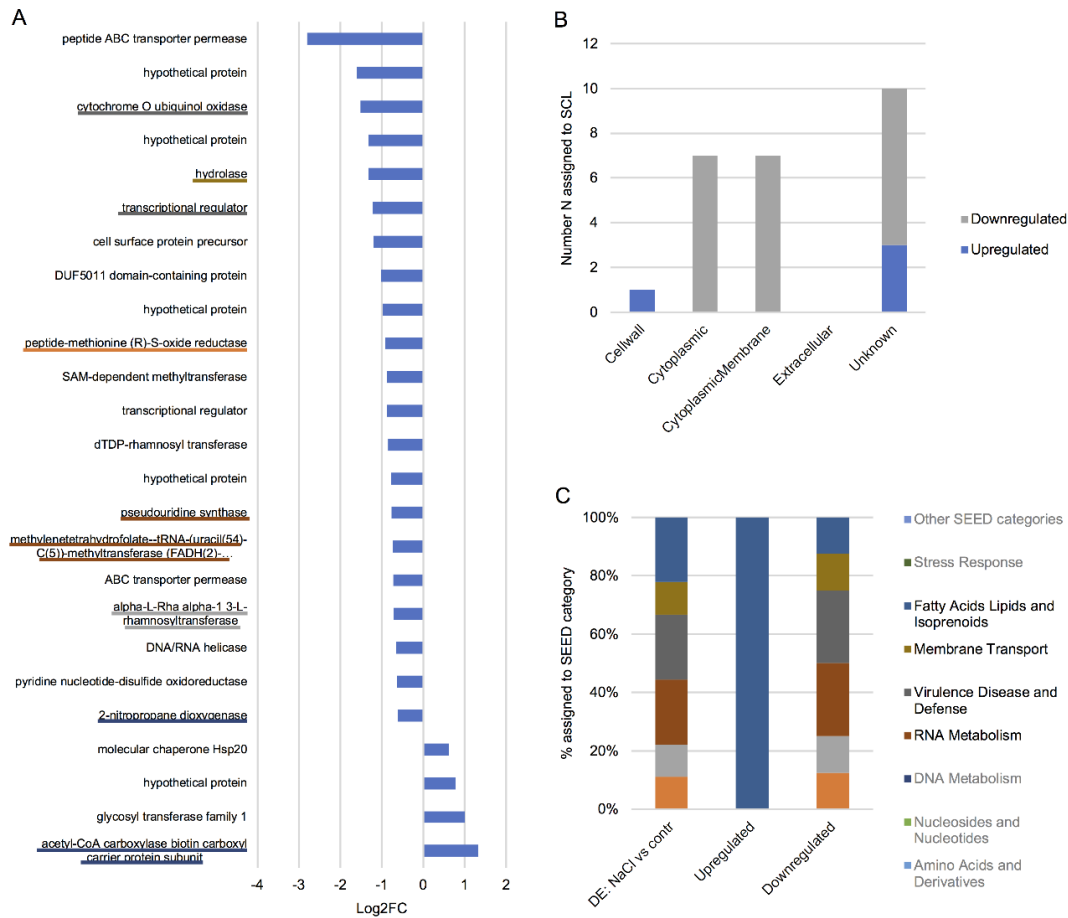 A
peptide ABC transporter permease
hypothetical protein
cytochrome O ubiquinol oxidase
hypothetical protein
hydrolase
transcriptional regulator
cell surface protein precursor
DUF5011 domain-containing protein
hypothetical protein
peptide-methionine (R)-S-oxide reductase
SAM-dependent methyltransferase
transcriptional regulator
dTDP-rhamnosyl transferase
hypothetical protein
pseudouridine synthase
methylenetetrahydrofolate--tRNA-(uracil(54)-
C(5))-methyltransferase (FADH(2)-...
ABC transporter permease
alpha-L-Rha alpha-1 3-L-
rhamnosyltransferase
DNA/RNA helicase
pyridine nucleotide-disulfide oxidoreductase
2-nitropropane dioxygenase
molecular chaperone Hsp20
hypothetical protein
glycosyl transferase family 1
acetyl-CoA carboxylase biotin carboxyl
carrier protein subunit
-4 -3 -2 -1 0 1 2
Log2FC
B
Number N assigned to SCL
12
10
8
6
4
2
0
Cellwall
Cytoplasmic
CytoplasmicMembrane
Extracellular
Unknown
Downregulated
Upregulated
C
% assigned to SEED category
100%
80%
60%
40%
20%
0%
DE: NaCl vs contr
Upregulated
Downregulated
Other SEED categories
Stress Response
Fatty Acids Lipids and
Isoprenoids
Membrane Transport
Virulence Disease and
Defense
RNA Metabolism
DNA Metabolism
Nucleosides and
Nucleotides
Amino Acids and
Derivatives